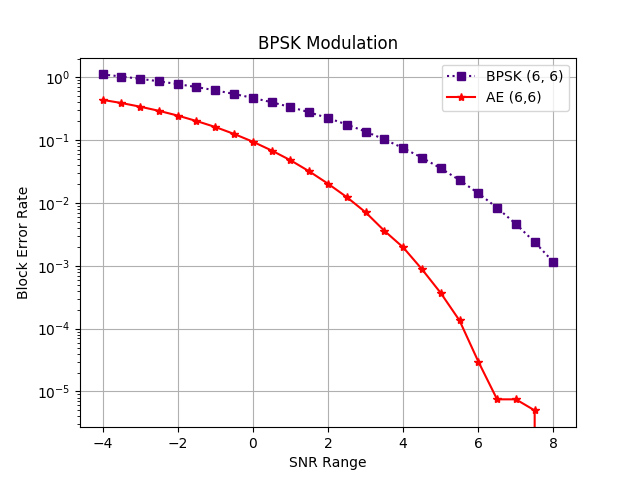 BPSK Modulation
BPSK (6, 6)
AE (6,6)
Block Error Rate
10⁰
10⁻¹
10⁻²
10⁻³
10⁻⁴
10⁻⁵
−4 −2 0 2 4 6 8
SNR Range